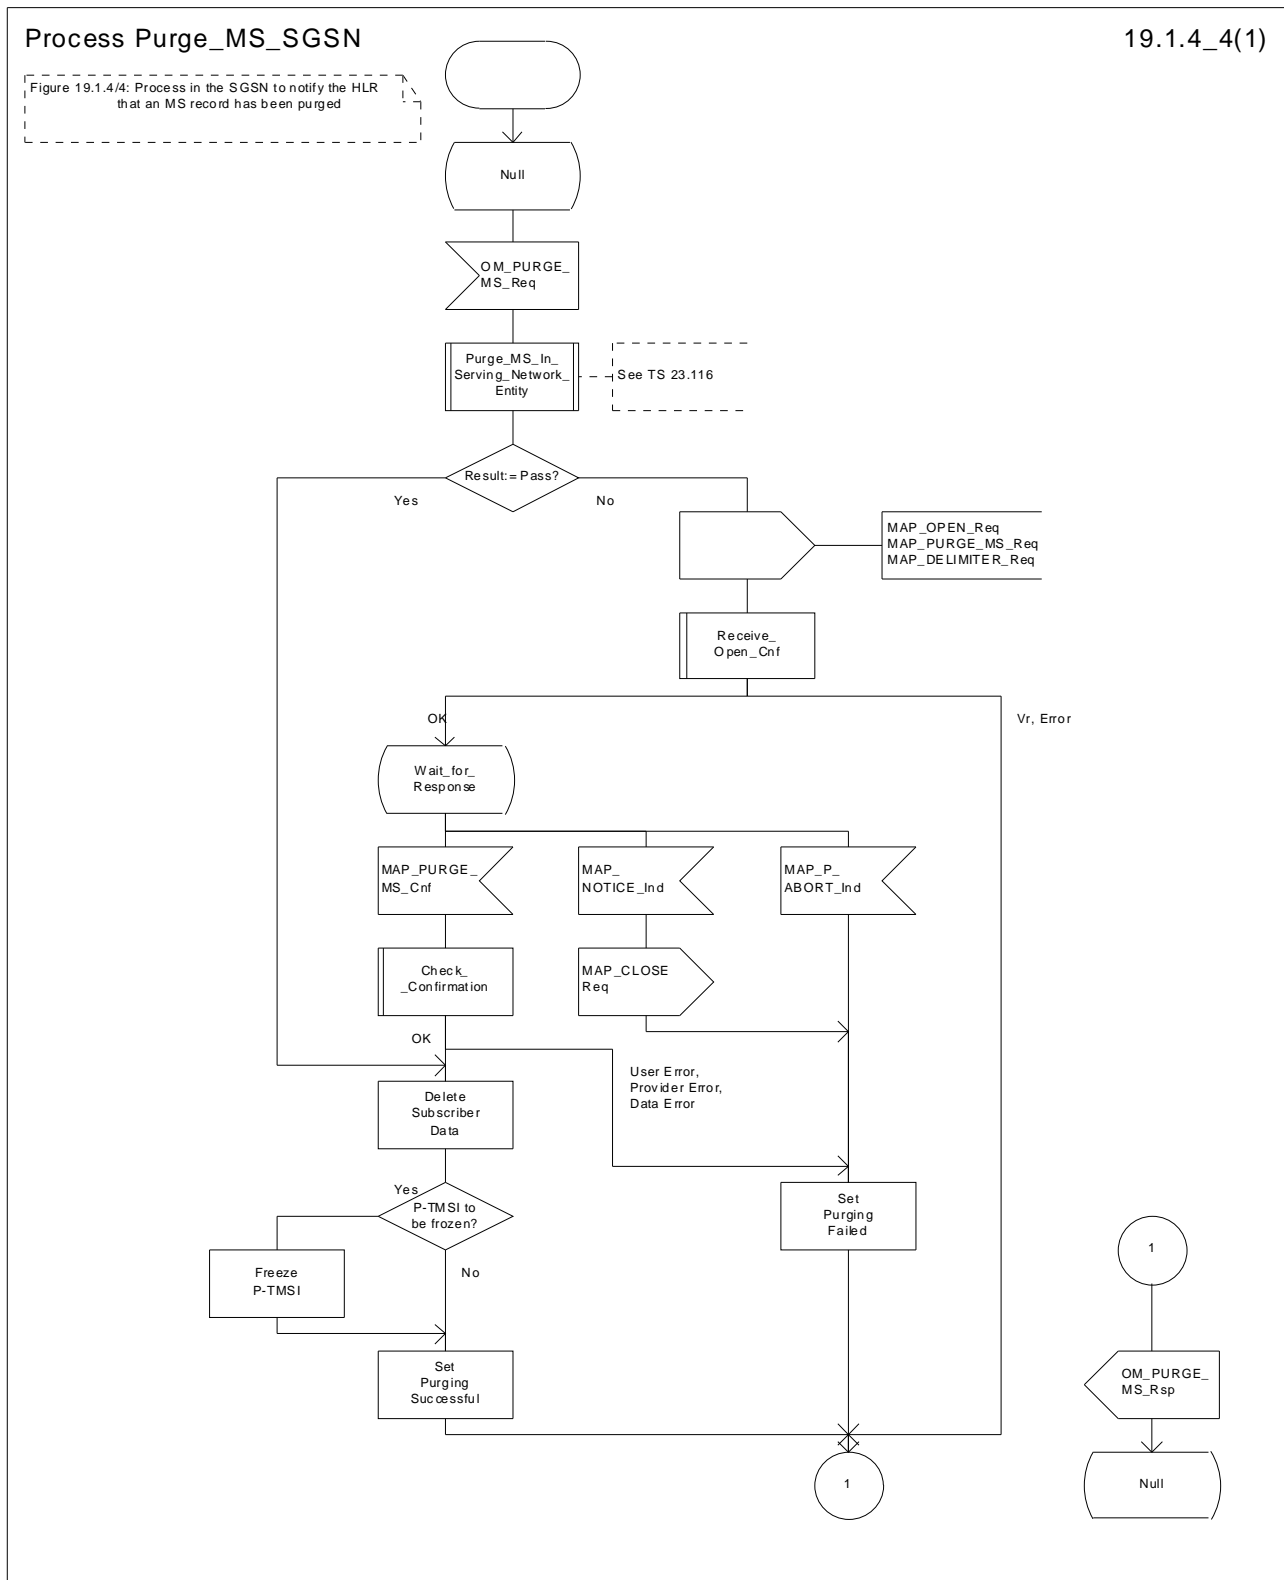 Process Purge_MS_SGSN
19.1.4_4(1)
Figure 19.1.4/4: Process in the SGSN to notify the HLR
that an MS record has been purged
Null
OM_PURGE_
MS_Req
Purge_MS_In_
Serving_Network_
Entity
See TS 23.116
Result:= Pass?
Yes
No
MAP_OPEN_Req
MAP_PURGE_MS_Req
MAP_DELIMITER_Req
Receive_
Open_Cnf
OK
Vr, Error
Wait_for_
Response
MAP_PURGE_
MS_Cnf
MAP_
NOTICE_Ind
MAP_P_
ABORT_Ind
Check_
_Confirmation
MAP_CLOSE
Req
OK
User Error,
Provider Error,
Data Error
Delete
Subscriber
Data
Yes
P-TMSI to
be frozen?
No
Freeze
P-TMSI
Set
Purging
Failed
Set
Purging
Successful
1
1
OM_PURGE_
MS_Rsp
Null